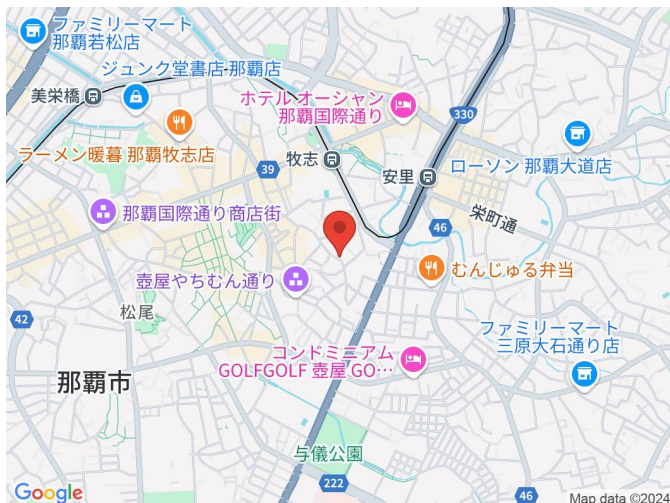 ファミリーマート
那覇若松店
ジュンク堂書店 那覇店
美栄橋
ホテル オーシャン
那覇国際通り
330
ラーメン暖暮 那覇牧志店
牧志
ローソン 那覇大道店
39
安里
栄町通
那覇国際通り商店街
46
壺屋やちむん通り
むんじゅる弁当
松尾
42
ファミリーマート
三原大石通り店
コンドミニアム
GOLFGOLF 壺屋 GO…
那覇市
与儀公園
222
46
Google
Map data ©2024